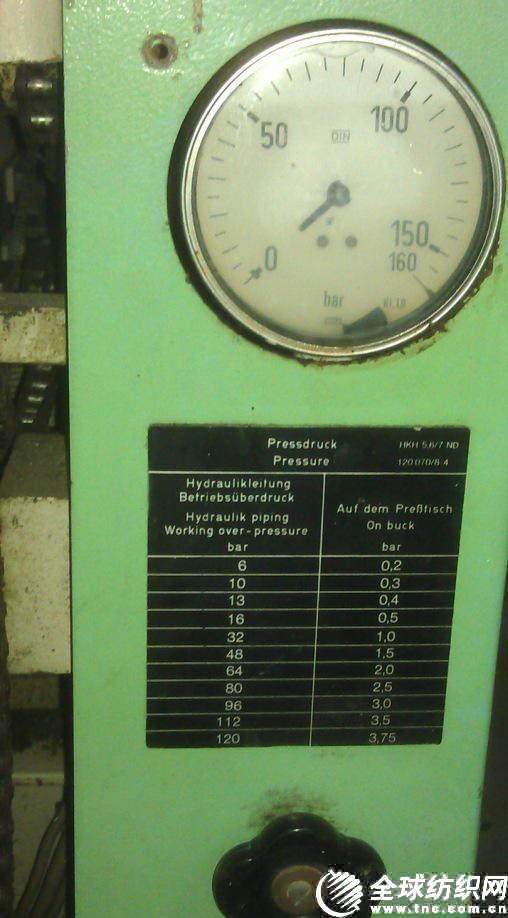 50
100
DIN
0
150
160
bar
Kl. 1,0
Pressdruck
Pressure
HKH 5,6/7 ND
120 070/8-4
Hydraulikleitung
Betriebsüberdruck
Hydraulik piping
Working over-pressure
bar
Auf dem Preßtisch
On buck
bar
6 0,2
10 0,3
13 0,4
16 0,5
32 1,0
48 1,5
64 2,0
80 2,5
96 3,0
112 3,5
120 3,75
全球纺织网
www.tnc.com.cn